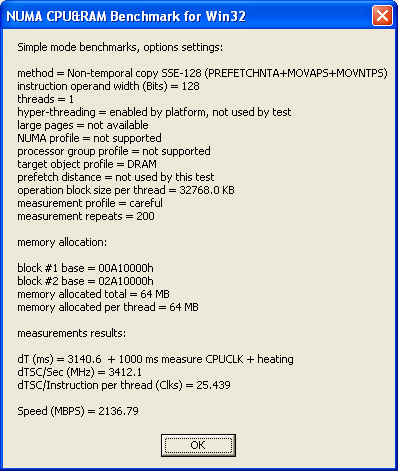 NUMA CPU&RAM Benchmark for Win32
Simple mode benchmarks, options settings:
method = Non-temporal copy SSE-128 (PREFETCHNTA+MOVAPS+MOVNTPS)
instruction operand width (Bits) = 128
threads = 1
hyper-threading = enabled by platform, not used by test
large pages = not available
NUMA profile = not supported
processor group profile = not supported
target object profile = DRAM
prefetch distance = not used by this test
operation block size per thread = 32768.0 KB
measurement profile = careful
measurement repeats = 200
memory allocation:
block #1 base = 00A10000h
block #2 base = 02A10000h
memory allocated total = 64 MB
memory allocated per thread = 64 MB
measurements results:
dT (ms) = 3140.6 + 1000 ms measure CPUCLK + heating
dTSC/Sec (MHz) = 3412.1
dTSC/Instruction per thread (Clks) = 25.439
Speed (MBPS) = 2136.79
OK